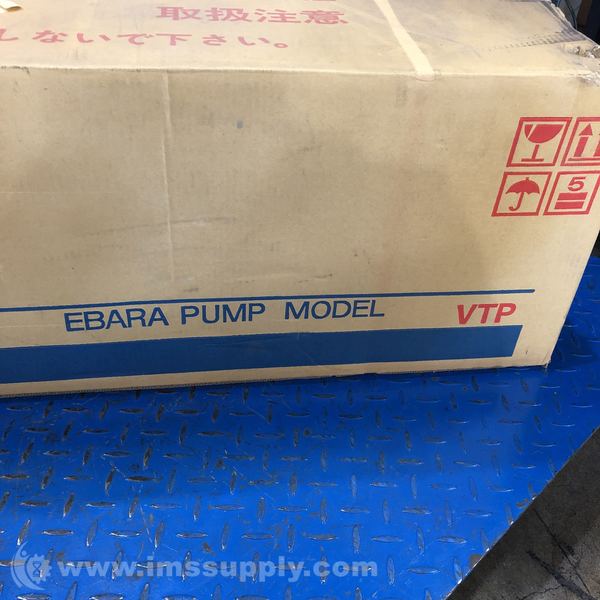 取扱注意
しないで下さい。
5
EBARA PUMP MODEL VTP
www.imssupply.com